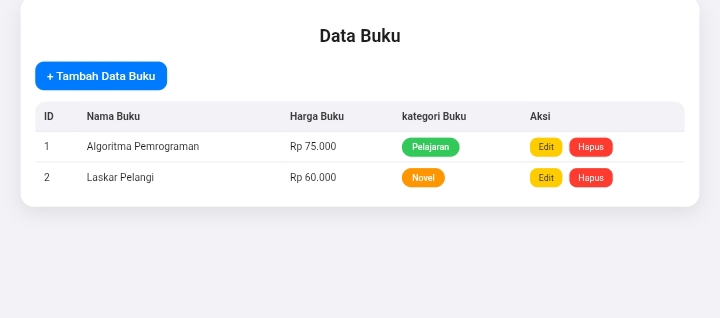 Data Buku
+ Tambah Data Buku
ID Nama Buku Harga Buku kategori Buku Aksi
1 Algoritma Pemrograman Rp 75.000 Pelajaran Edit Hapus
2 Laskar Pelangi Rp 60.000 Novel Edit Hapus